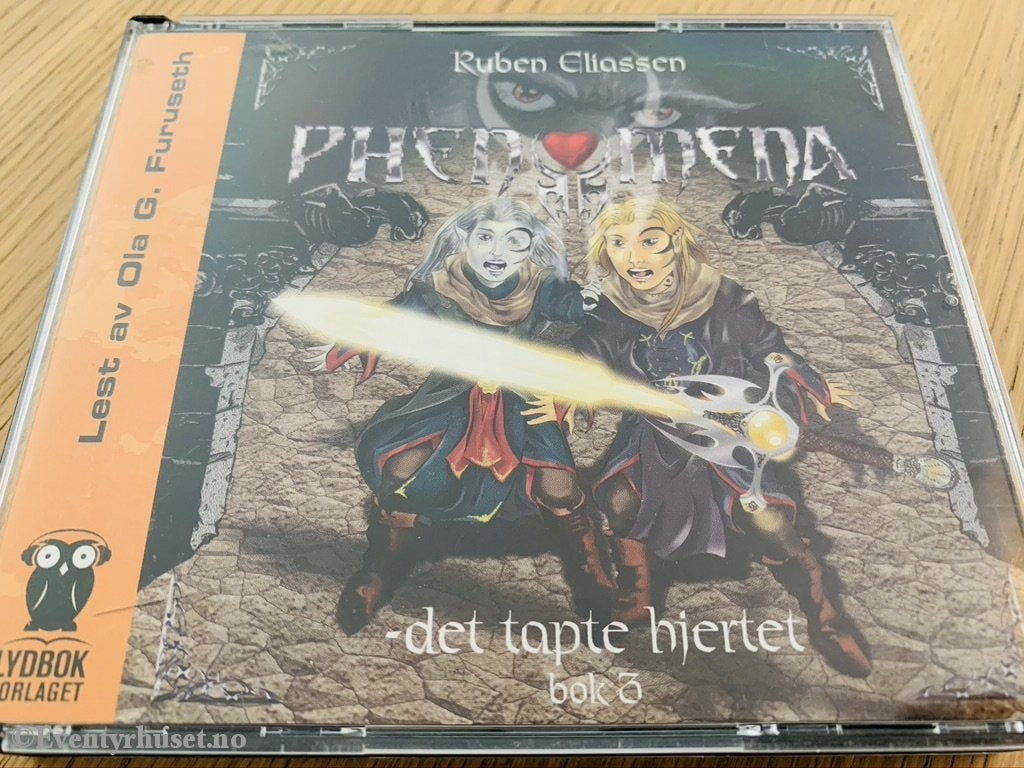 Ruben Eliassen
PHENOMENA
-det tapte hjertet
bok 3
Lest av Ola G. Furuseth
LYDBOK
FORLAGET
©Eventyrhuset.no